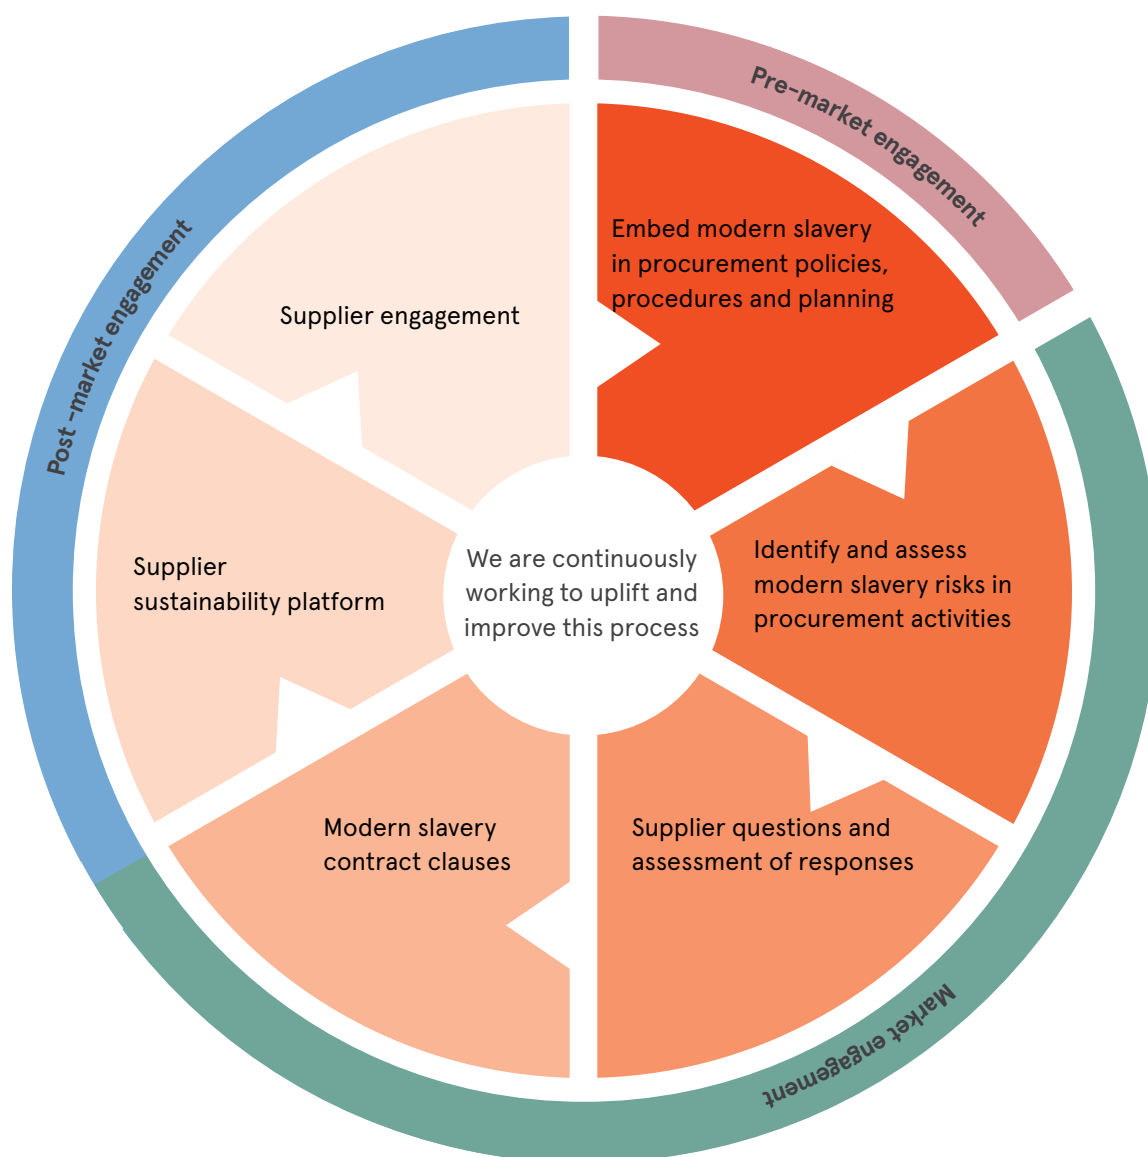 Pre-market engagement
Embed modern slavery
in procurement policies,
procedures and planning
Identify and assess
modern slavery risks in
procurement activities
Supplier questions and
assessment of responses
Market engagement
Modern slavery
contract clauses
Supplier
sustainability platform
Supplier engagement
Post -market engagement
We are continuously
working to uplift and
improve this process